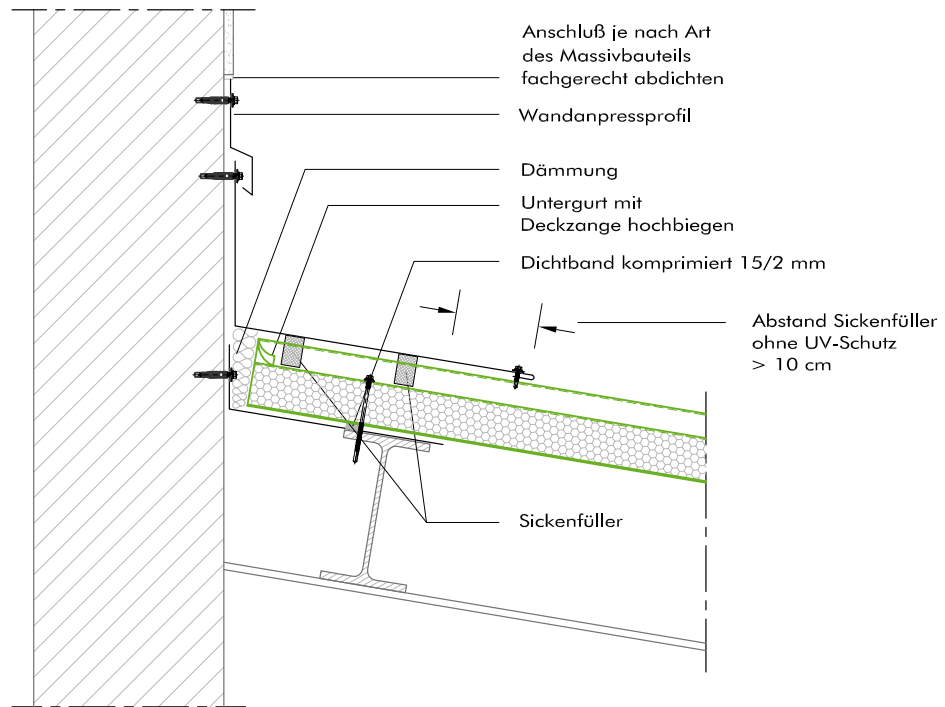 Anschluß je nach Art
des Massivbauteils
fachgerecht abdichten
Wandanpressprofil
Dämmung
Untergurt mit
Deckzange hochbiegen
Dichtband komprimiert 15/2 mm
Abstand Sickenfüller
ohne UV-Schutz
> 10 cm
Sickenfüller